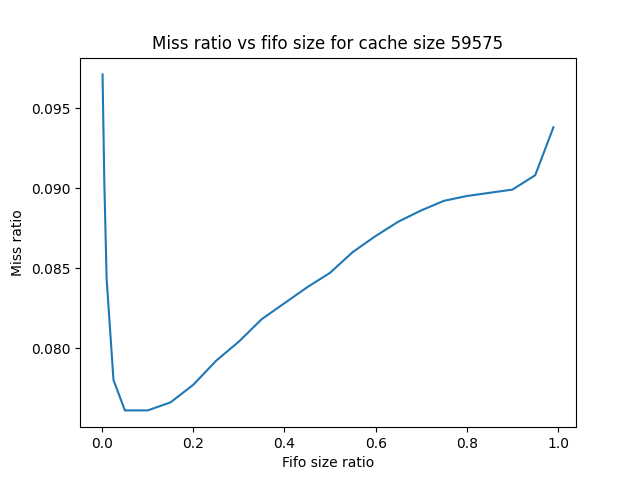 Miss ratio vs fifo size for cache size 59575
0.095
0.090
0.085
0.080
Miss ratio
0.0 0.2 0.4 0.6 0.8 1.0
Fifo size ratio